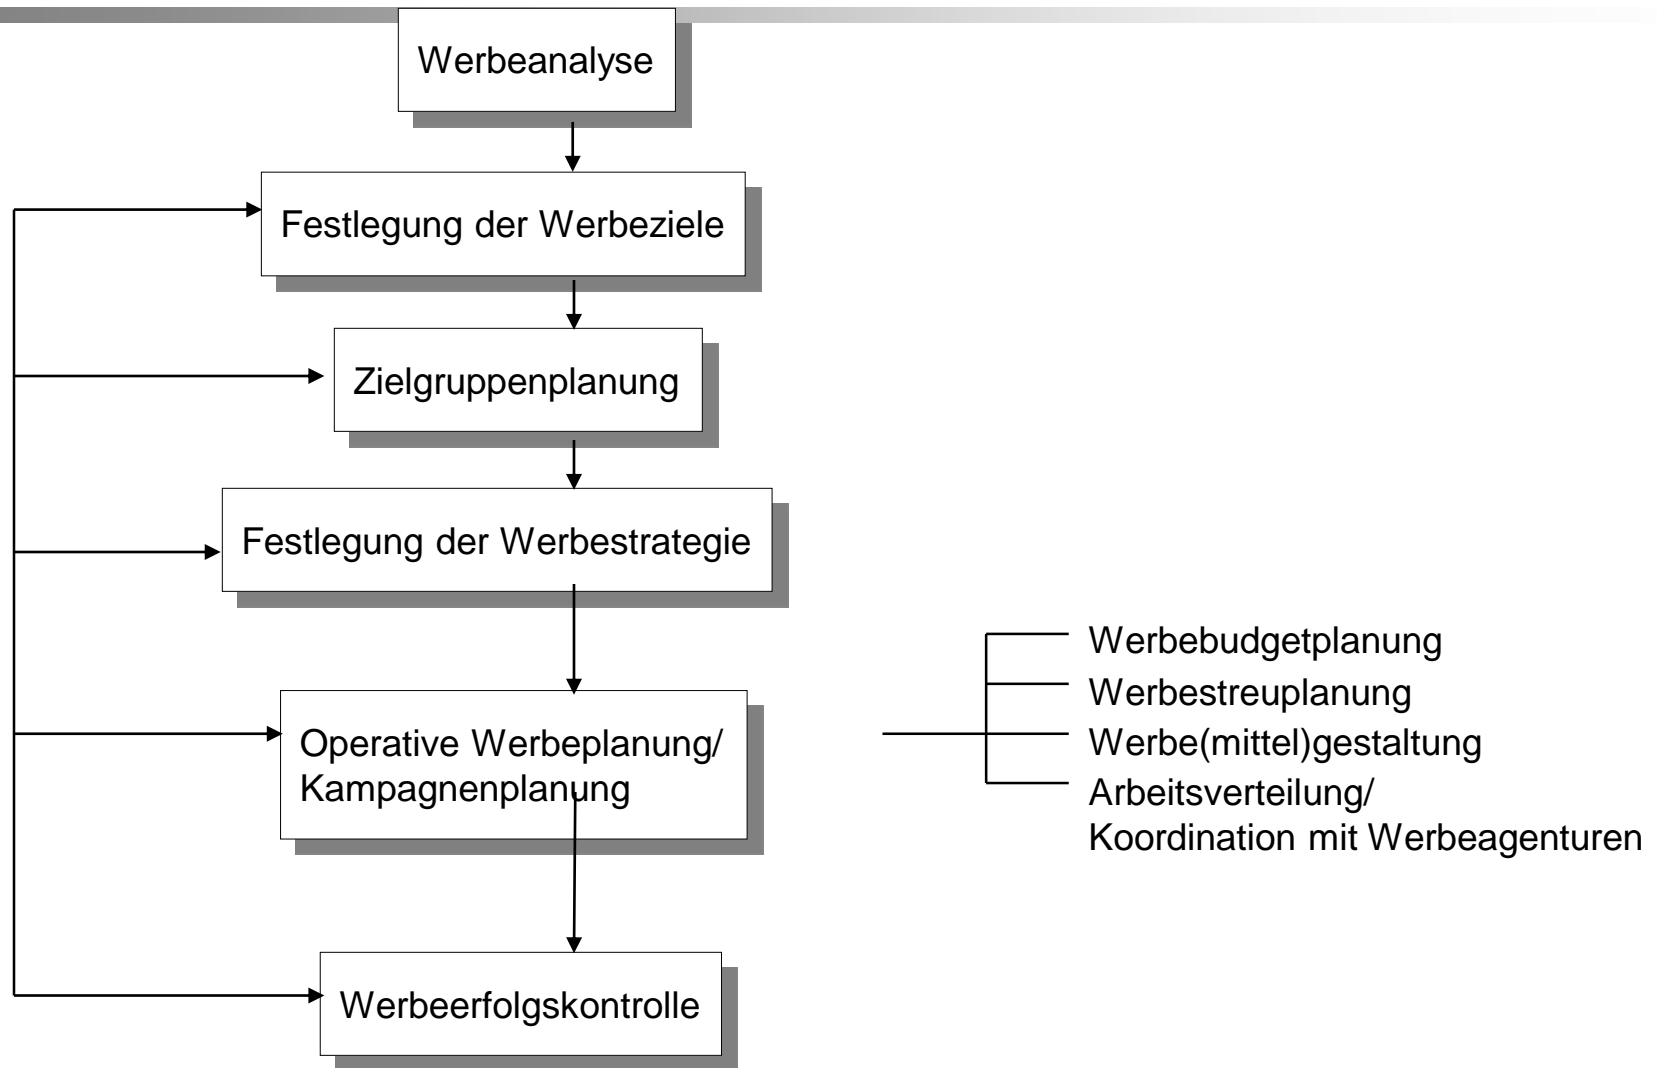 Werbeanalyse
Festlegung der Werbeziele
Zielgruppenplanung
Festlegung der Werbestrategie
Operative Werbeplanung/
Kampagnenplanung
Werbebudgetplanung
Werbestreuplanung
Werbe(mittel)gestaltung
Arbeitsverteilung/
Koordination mit Werbeagenturen
Werbeerfolgskontrolle